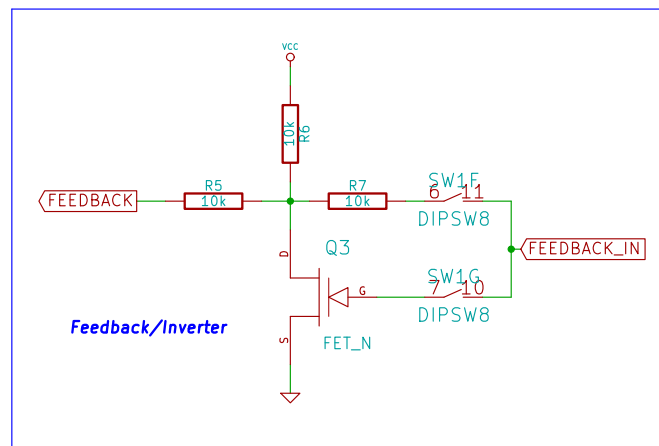 VCC
10k
R6
FEEDBACK
R5
10k
R7
10k
SW1F
6 11
DIPSW8
FEEDBACK_IN
Q3
D
G
S
SW1G
7 10
DIPSW8
FET_N
Feedback/Inverter